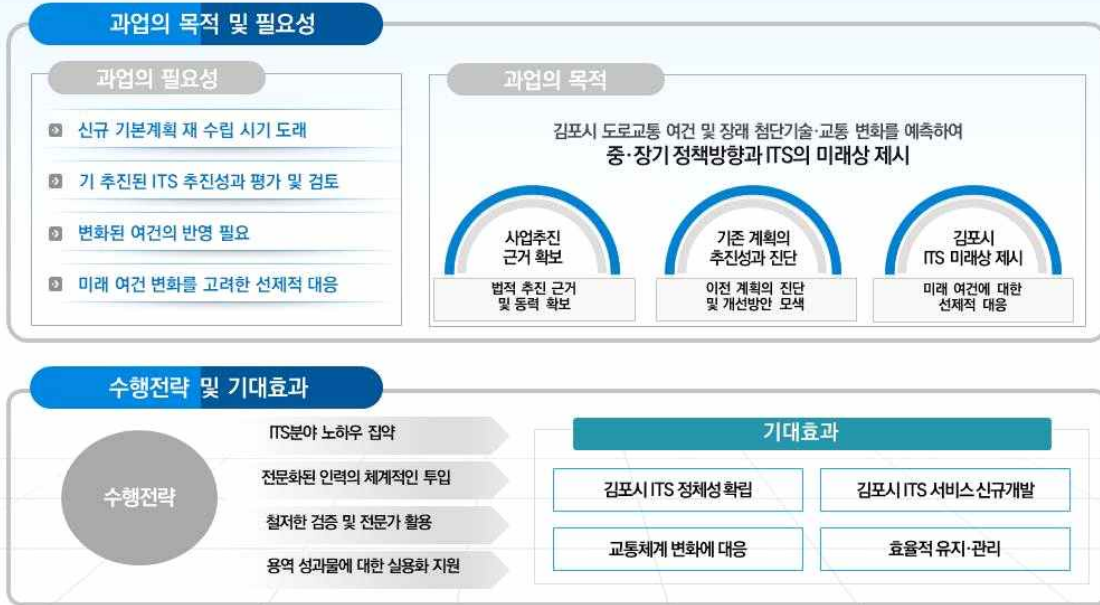 과업의 목적 및 필요성
과업의 필요성
신규 기본계획 재 수립 시기 도래
기 추진된 ITS 추진성과 평가 및 검토
변화된 여건의 반영 필요
미래 여건 변화를 고려한 선제적 대응
과업의 목적
김포시 도로교통 여건 및 장래 첨단기술·교통 변화를 예측하여
중·장기 정책방향과 ITS의 미래상 제시
사업추진
근거 확보
법적 추진 근거
및 동력 확보
기존 계획의
추진성과 진단
이전 계획의 진단
및 개선방안 모색
김포시
ITS 미래상 제시
미래 여건에 대한
선제적 대응
수행전략 및 기대효과
수행전략
ITS분야 노하우 집약
전문화된 인력의 체계적인 투입
철저한 검증 및 전문가 활용
용역 성과물에 대한 실용화 지원
기대효과
김포시 ITS 정체성 확립
김포시 ITS 서비스 신규개발
교통체계 변화에 대응
효율적 유지·관리